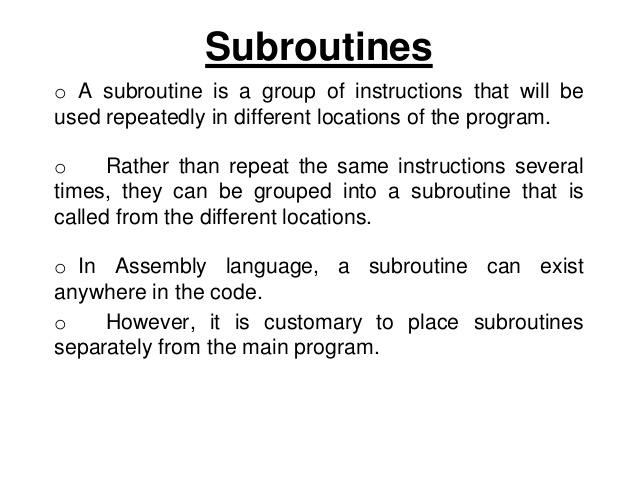 Subroutines
o A subroutine is a group of instructions that will be
used repeatedly in different locations of the program.
o Rather than repeat the same instructions several
times, they can be grouped into a subroutine that is
called from the different locations.
o In Assembly language, a subroutine can exist
anywhere in the code.
o However, it is customary to place subroutines
separately from the main program.